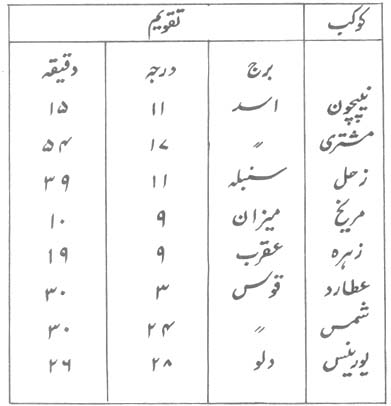 کوکب تقویم
برج درجہ دقیقہ
نیپچون اسد ۱۱ ۱۵
مشتری " ۱۷ ۵۴
زحل سنبلہ ۱۱ ۳۹
مریخ میزان ۹ ۱۰
زہرہ عقرب ۹ ۱۹
عطارد قوس ۳ ۳۰
شمس " ۲۴ ۳۰
یورینس دلو ۲۸ ۲۶